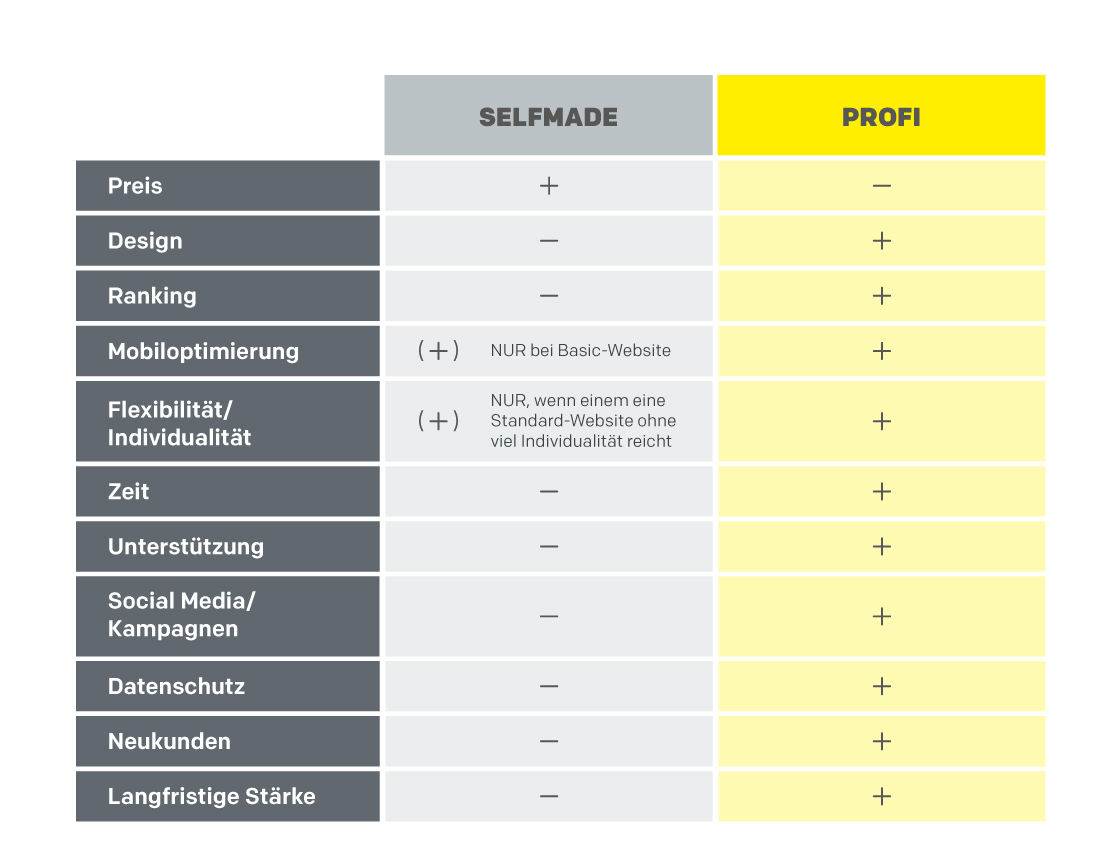 SELFMADE PROFI
Preis + −
Design − +
Ranking − +
Mobiloptimierung (+) NUR bei Basic-Website +
Flexibilität/
Individualität
(+) NUR, wenn einem eine
Standard-Website ohne
viel Individualität reicht
+
Zeit − +
Unterstützung − +
Social Media/
Kampagnen
− +
Datenschutz − +
Neukunden − +
Langfristige Stärke − +